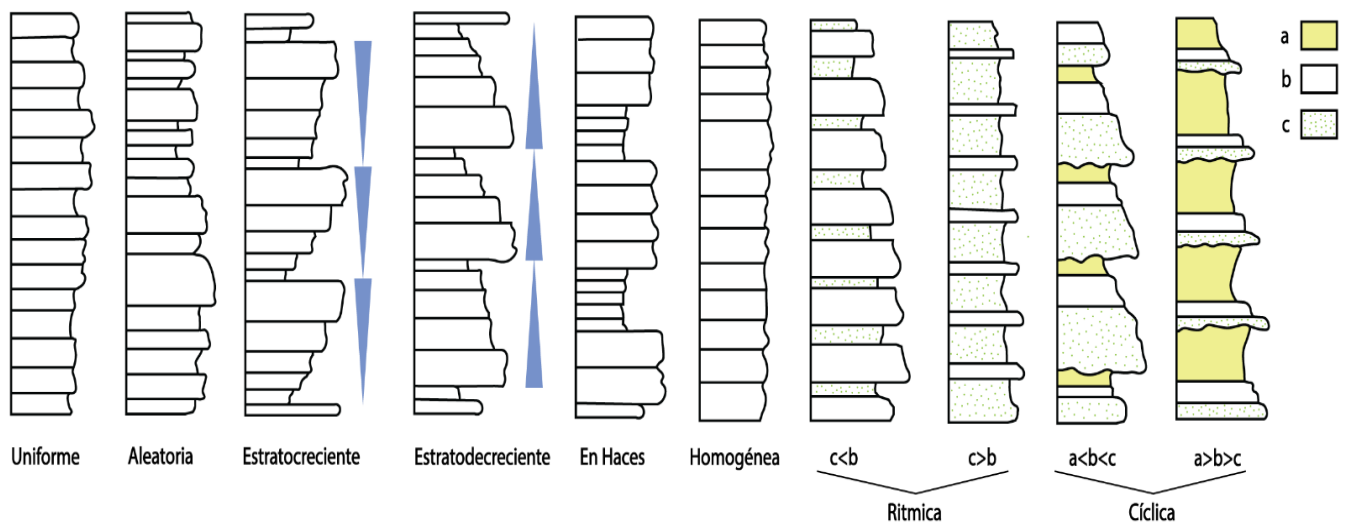 a
b
c
Uniforme Aleatoria Estratocreciente Estratodecreciente En Haces Homogénea c<b c>b a<b<c a>b>c
Ritmica Cíclica